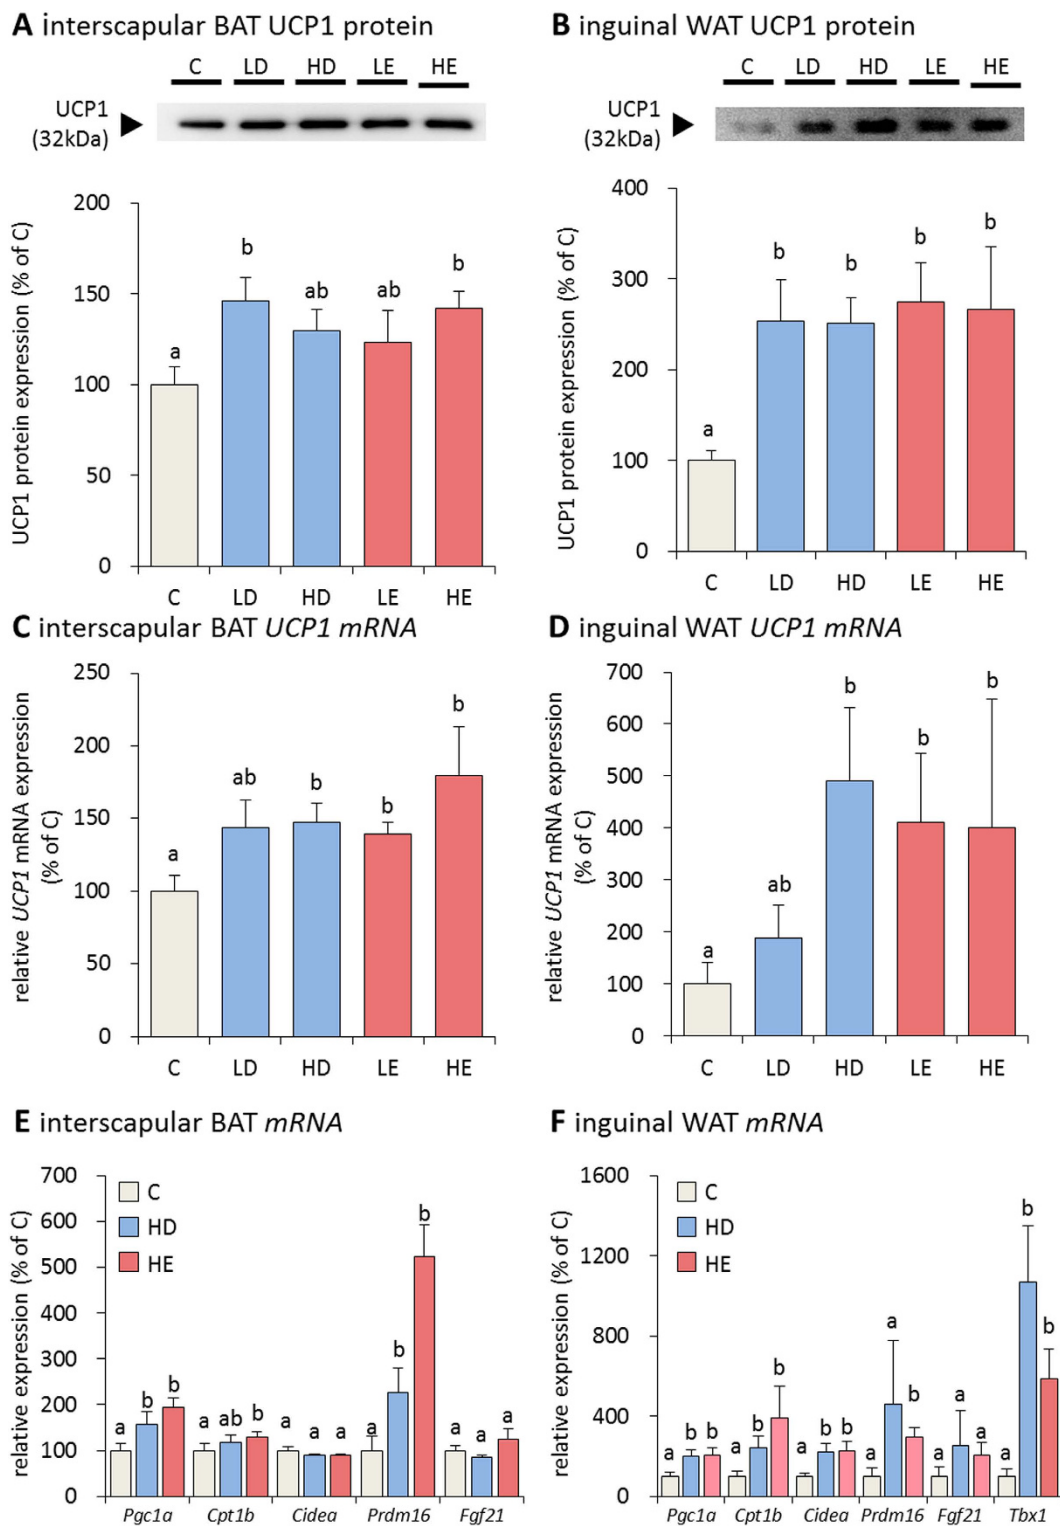 A interscapular BAT UCP1 protein
C LD HD LE HE
UCP1
(32kDa)
UCP1 protein expression (% of C)
200
150
100
50
0
a b ab ab b
C LD HD LE HE
B inguinal WAT UCP1 protein
C LD HD LE HE
UCP1
(32kDa)
UCP1 protein expression (% of C)
400
300
200
100
0
a b b b b
C LD HD LE HE
C interscapular BAT UCP1 mRNA
relative UCP1 mRNA expression
(% of C)
250
200
150
100
50
0
a ab b b b
C LD HD LE HE
D inguinal WAT UCP1 mRNA
relative UCP1 mRNA expression
(% of C)
700
600
500
400
300
200
100
0
a ab b b b
C LD HD LE HE
E interscapular BAT mRNA
relative expression (% of C)
700
600
500
400
300
200
100
0
C
HD
HE
a b b a ab b a a a a b b a a a
Pgc1a Cpt1b Cidea Prdm16 Fgf21
F inguinal WAT mRNA
relative expression (% of C)
1600
1200
800
400
0
C
HD
HE
a b b a b b a b b a a b a a a a b b
Pgc1a Cpt1b Cidea Prdm16 Fgf21 Tbx1